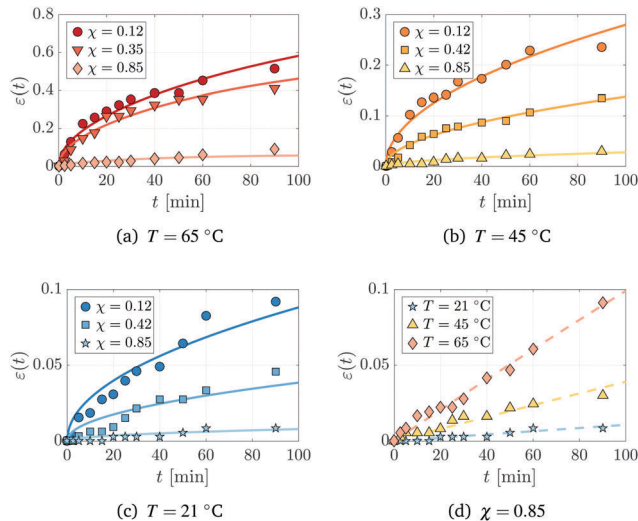 0.8
0.6
0.4
0.2
0
ε(t)
χ = 0.12
χ = 0.35
χ = 0.85
0 20 40 60 80 100
t [min]
(a) T = 65 °C
0.3
0.2
0.1
0
ε(t)
χ = 0.12
χ = 0.42
χ = 0.85
0 20 40 60 80 100
t [min]
(b) T = 45 °C
0.1
0.05
0
ε(t)
χ = 0.12
χ = 0.42
χ = 0.85
0 20 40 60 80 100
t [min]
(c) T = 21 °C
0.1
0.05
0
ε(t)
T = 21 °C
T = 45 °C
T = 65 °C
0 20 40 60 80 100
t [min]
(d) χ = 0.85